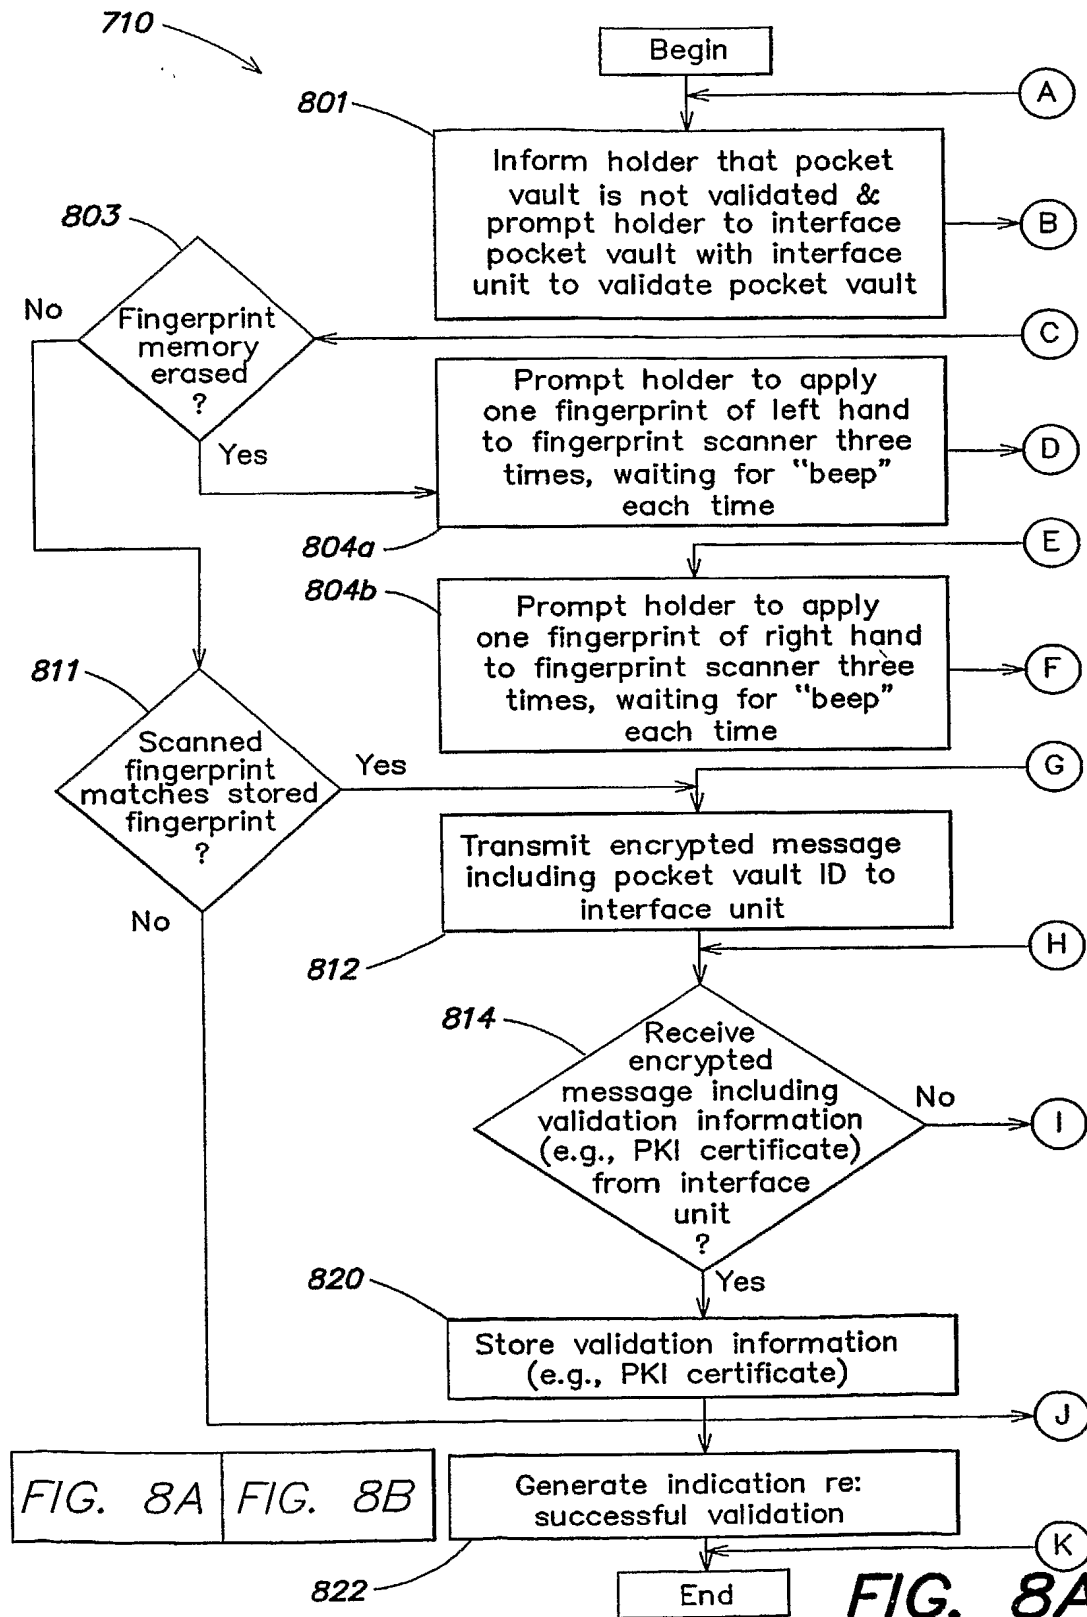 710
Begin
A
801
Inform holder that pocket
vault is not validated &
prompt holder to interface
pocket vault with interface
unit to validate pocket vault
B
803
No
Fingerprint
memory
erased
?
Yes
C
Prompt holder to apply
one fingerprint of left hand
to fingerprint scanner three
times, waiting for "beep"
each time
D
804a
E
804b
Prompt holder to apply
one fingerprint of right hand
to fingerprint scanner three
times, waiting for "beep"
each time
F
811
Scanned
fingerprint
matches stored
fingerprint
?
Yes
No
G
Transmit encrypted message
including pocket vault ID to
interface unit
812
H
814
Receive
encrypted
message including
validation information
(e.g., PKI certificate)
from interface
unit
?
No
I
Yes
820
Store validation information
(e.g., PKI certificate)
J
FIG. 8A FIG. 8B
Generate indication re:
successful validation
822
K
End
FIG. 8A